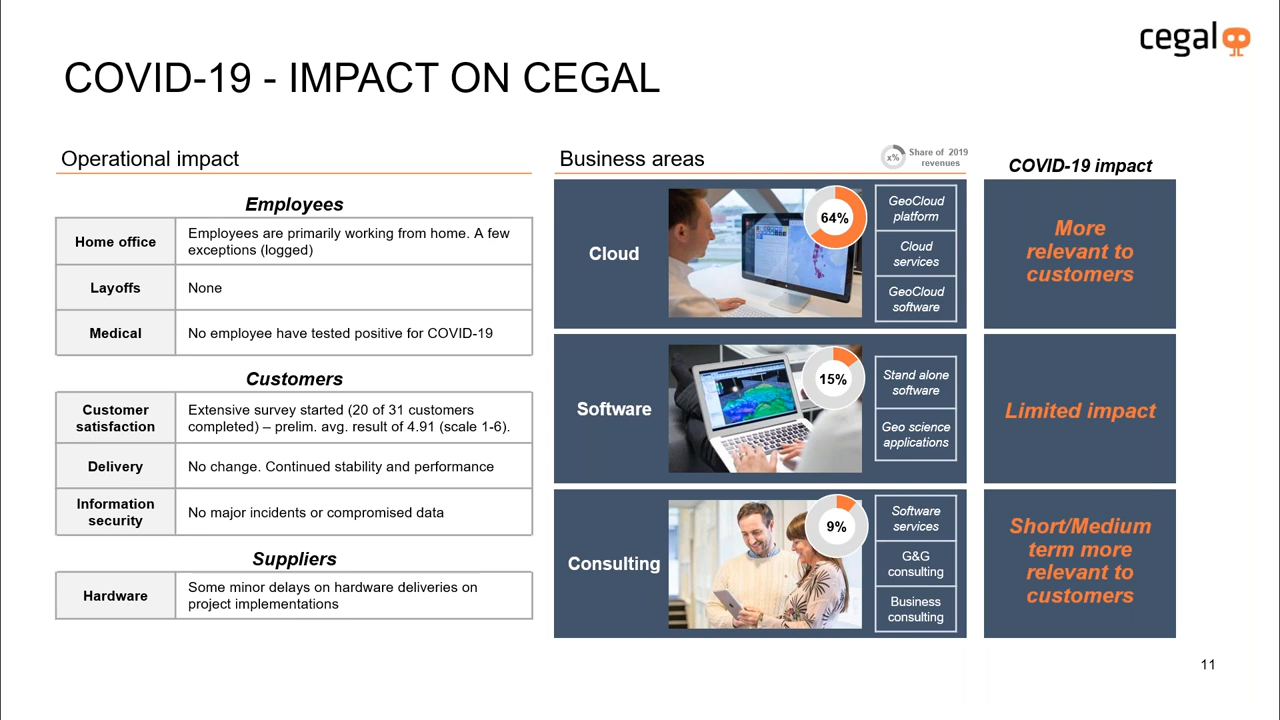 cegal
COVID-19 - IMPACT ON CEGAL
Operational impact
Employees
Home office
Employees are primarily working from home. A few
exceptions (logged)
Layoffs
None
Medical
No employee have tested positive for COVID-19
Customers
Customer
satisfaction
Extensive survey started (20 of 31 customers
completed) – prelim. avg. result of 4.91 (scale 1-6).
Delivery
No change. Continued stability and performance
Information
security
No major incidents or compromised data
Suppliers
Hardware
Some minor delays on hardware deliveries on
project implementations
Business areas
x%
Share of 2019
revenues
Cloud
64%
GeoCloud
platform
Cloud
services
GeoCloud
software
Software
15%
Stand alone
software
Geo science
applications
Consulting
9%
Software
services
G&G
consulting
Business
consulting
COVID-19 impact
More
relevant to
customers
Limited impact
Short/Medium
term more
relevant to
customers
11